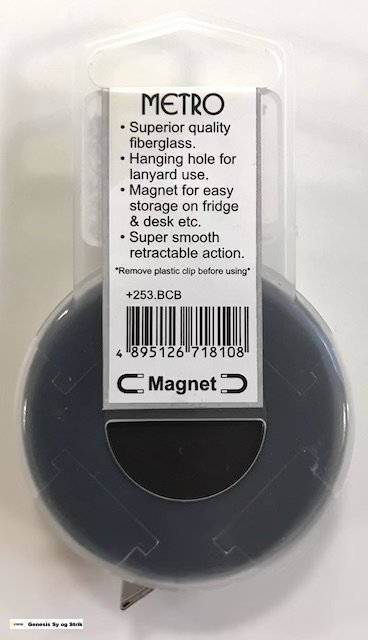 METRO
• Superior quality
fiberglass.
• Hanging hole for
lanyard use.
• Magnet for easy
storage on fridge
& desk etc.
• Super smooth
retractable action.
*Remove plastic clip before using*
+253.BCB
4 895126 718108
Magnet
Genesis Sy og Strik